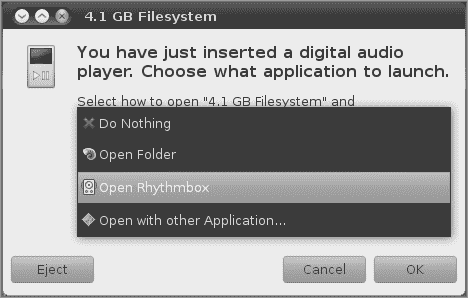 4.1 GB Filesystem
You have just inserted a digital audio
player. Choose what application to launch.
Select how to open "4.1 GB Filesystem" and
Do Nothing
Open Folder
Open Rhythmbox
Open with other Application...
Eject
Cancel
OK